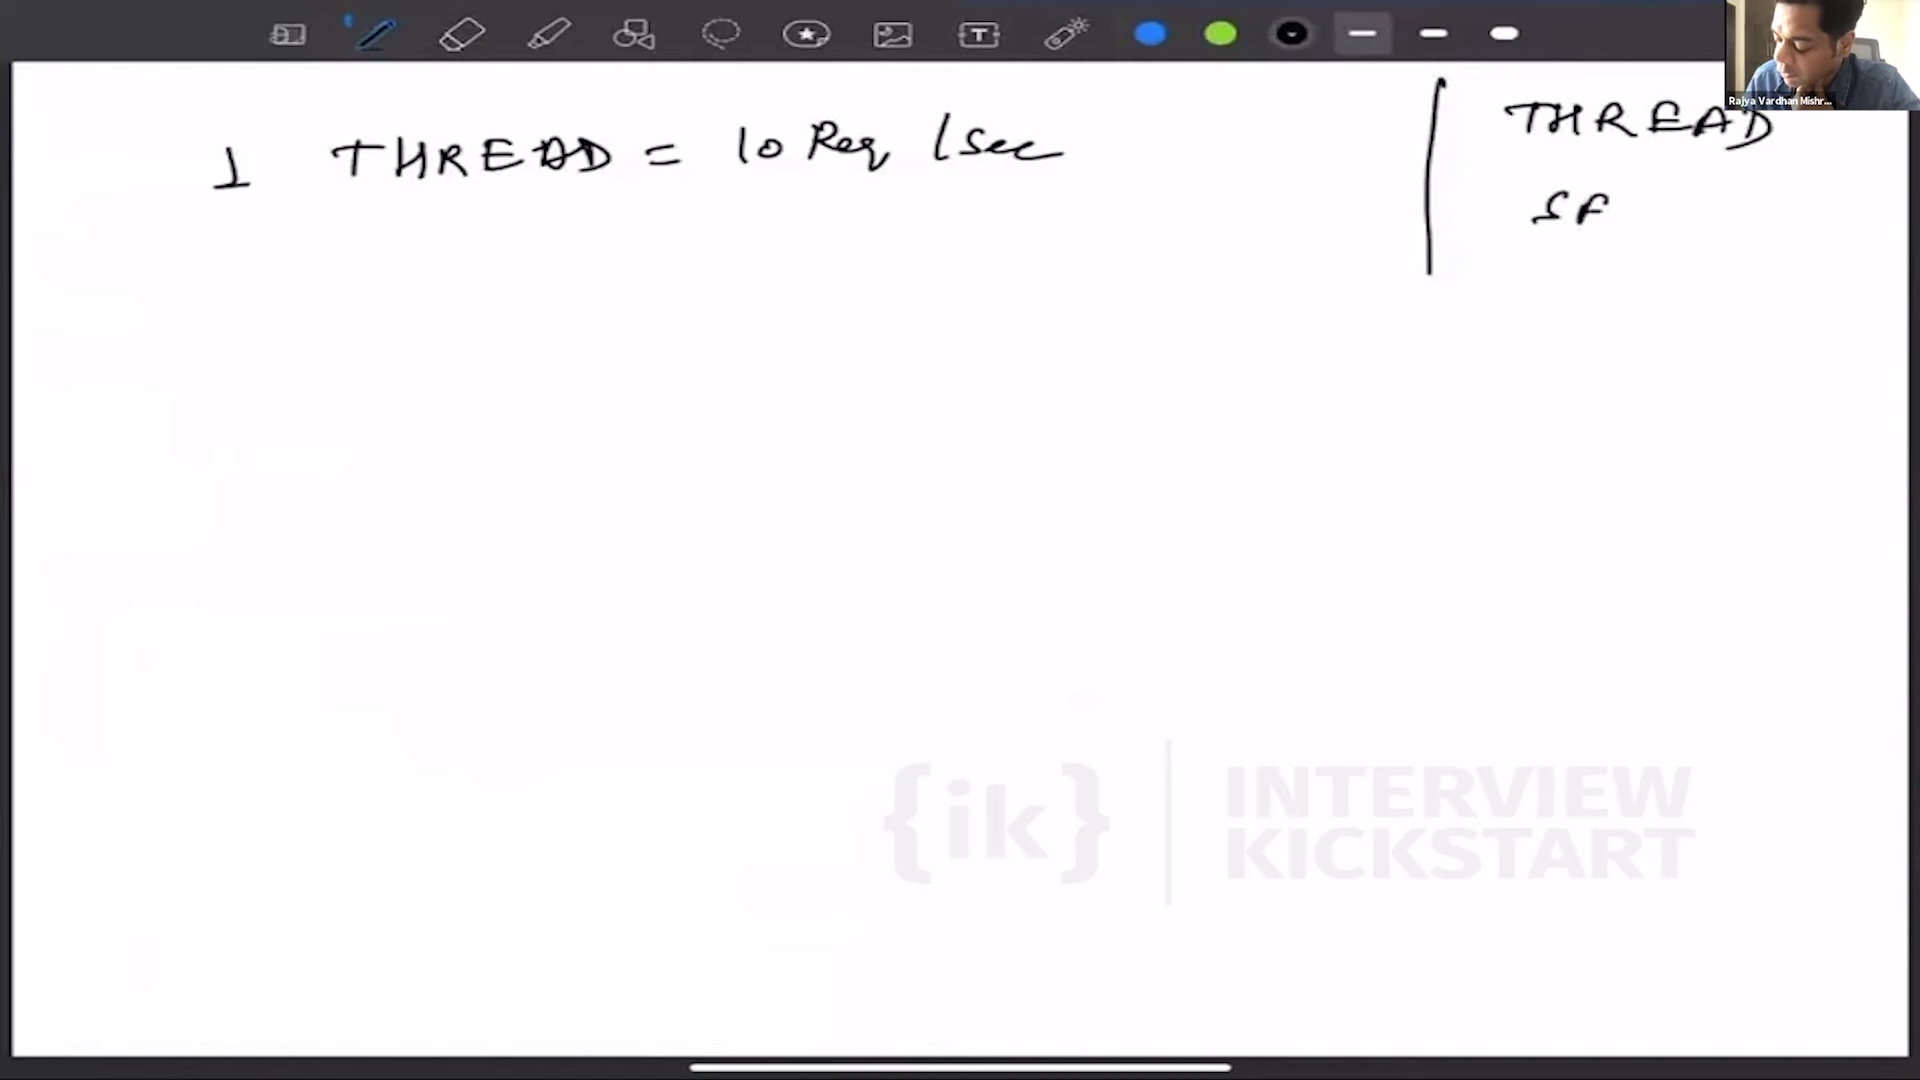 Rajya Vardhan Mishr...
1 THREAD = 10 Req /Sec
THREAD
SF
{ik} INTERVIEW
KICKSTART